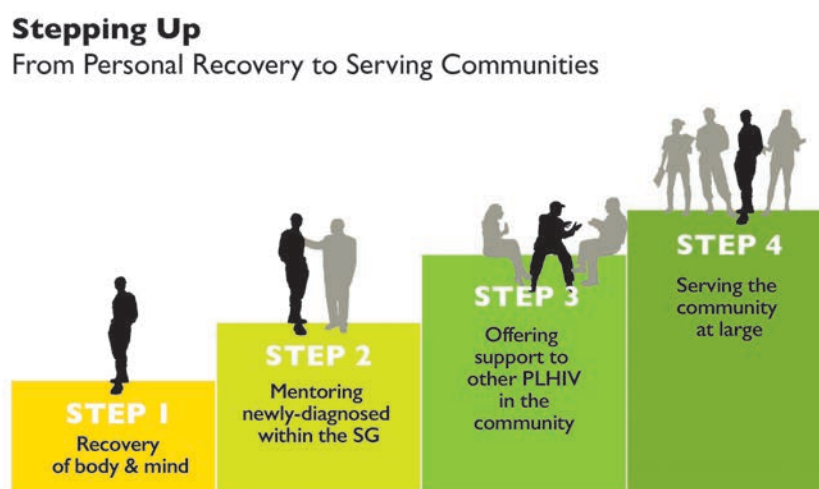 Stepping Up
From Personal Recovery to Serving Communities
STEP 1
Recovery
of body & mind
STEP 2
Mentoring
newly-diagnosed
within the SG
STEP 3
Offering
support to
other PLHIV
in the
community
STEP 4
Serving the
community
at large